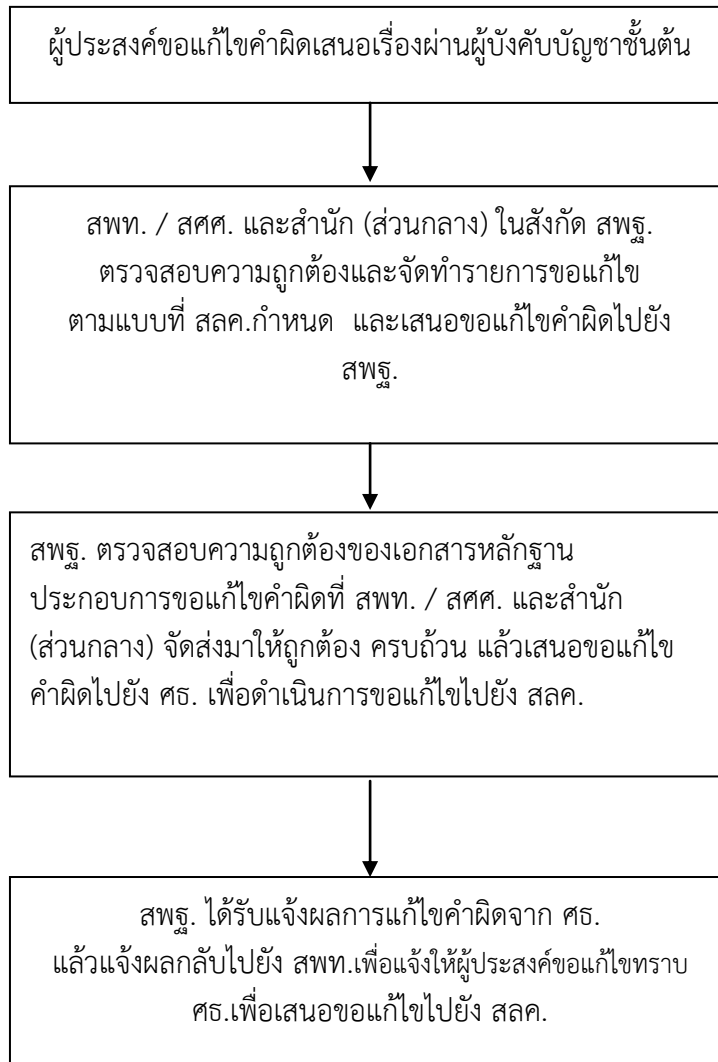 ผู้ประสงค์ขอแก้ไขคำผิดเสนอเรื่องผ่านผู้บังคับบัญชาชั้นต้น
สพท. / สศศ. และสำนัก (ส่วนกลาง) ในสังกัด สพฐ.
ตรวจสอบความถูกต้องและจัดทำรายการขอแก้ไข
ตามแบบที่ สลค.กำหนด และเสนอขอแก้ไขคำผิดไปยัง
สพฐ.
สพฐ. ตรวจสอบความถูกต้องของเอกสารหลักฐาน
ประกอบการขอแก้ไขคำผิดที่ สพท. / สศศ. และสำนัก
(ส่วนกลาง) จัดส่งมาให้ถูกต้อง ครบถ้วน แล้วเสนอขอแก้ไข
คำผิดไปยัง ศธ. เพื่อดำเนินการขอแก้ไขไปยัง สลค.
สพฐ. ได้รับแจ้งผลการแก้ไขคำผิดจาก ศธ.
แล้วแจ้งผลกลับไปยัง สพท.เพื่อแจ้งให้ผู้ประสงค์ขอแก้ไขทราบ
ศธ.เพื่อเสนอขอแก้ไขไปยัง สลค.